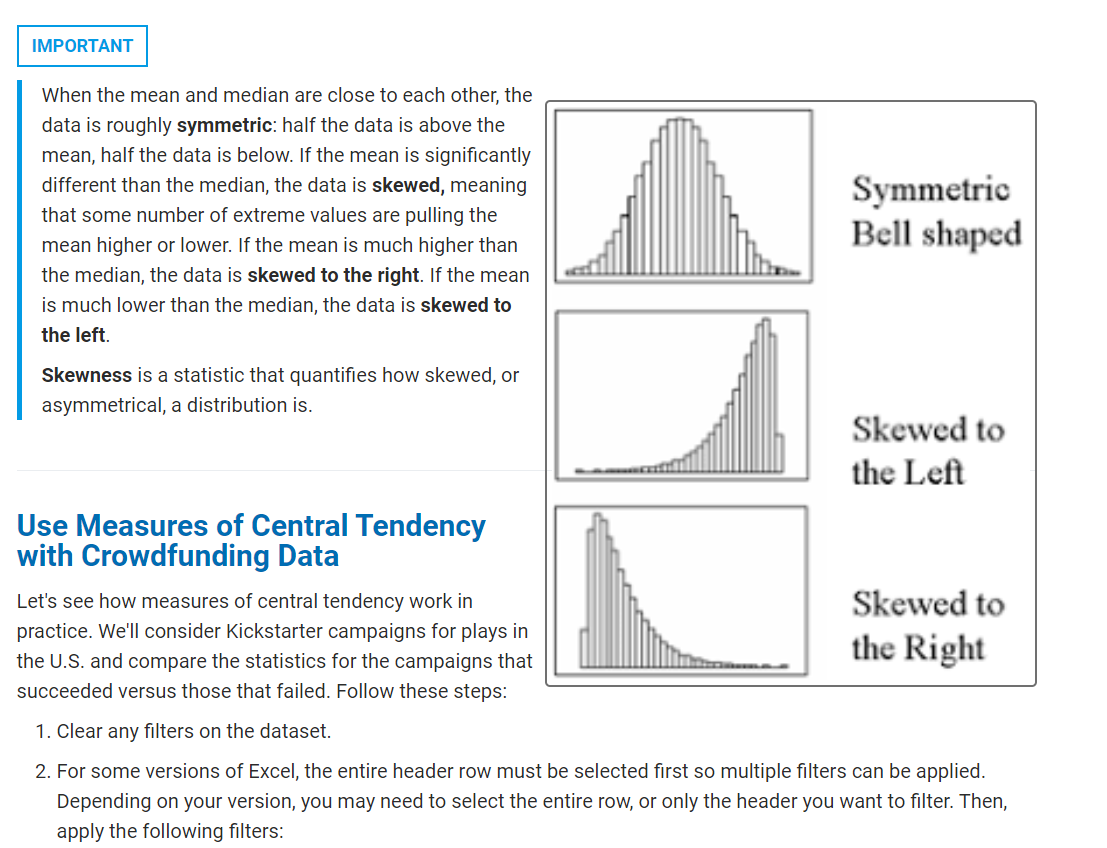 IMPORTANT
When the mean and median are close to each other, the
data is roughly symmetric: half the data is above the
mean, half the data is below. If the mean is significantly
different than the median, the data is skewed, meaning
that some number of extreme values are pulling the
mean higher or lower. If the mean is much higher than
the median, the data is skewed to the right. If the mean
is much lower than the median, the data is skewed to
the left.
Skewness is a statistic that quantifies how skewed, or
asymmetrical, a distribution is.
Symmetric
Bell shaped
Skewed to
the Left
Skewed to
the Right
Use Measures of Central Tendency
with Crowdfunding Data
Let's see how measures of central tendency work in
practice. We'll consider Kickstarter campaigns for plays in
the U.S. and compare the statistics for the campaigns that
succeeded versus those that failed. Follow these steps:
1. Clear any filters on the dataset.
2. For some versions of Excel, the entire header row must be selected first so multiple filters can be applied.
Depending on your version, you may need to select the entire row, or only the header you want to filter. Then,
apply the following filters: